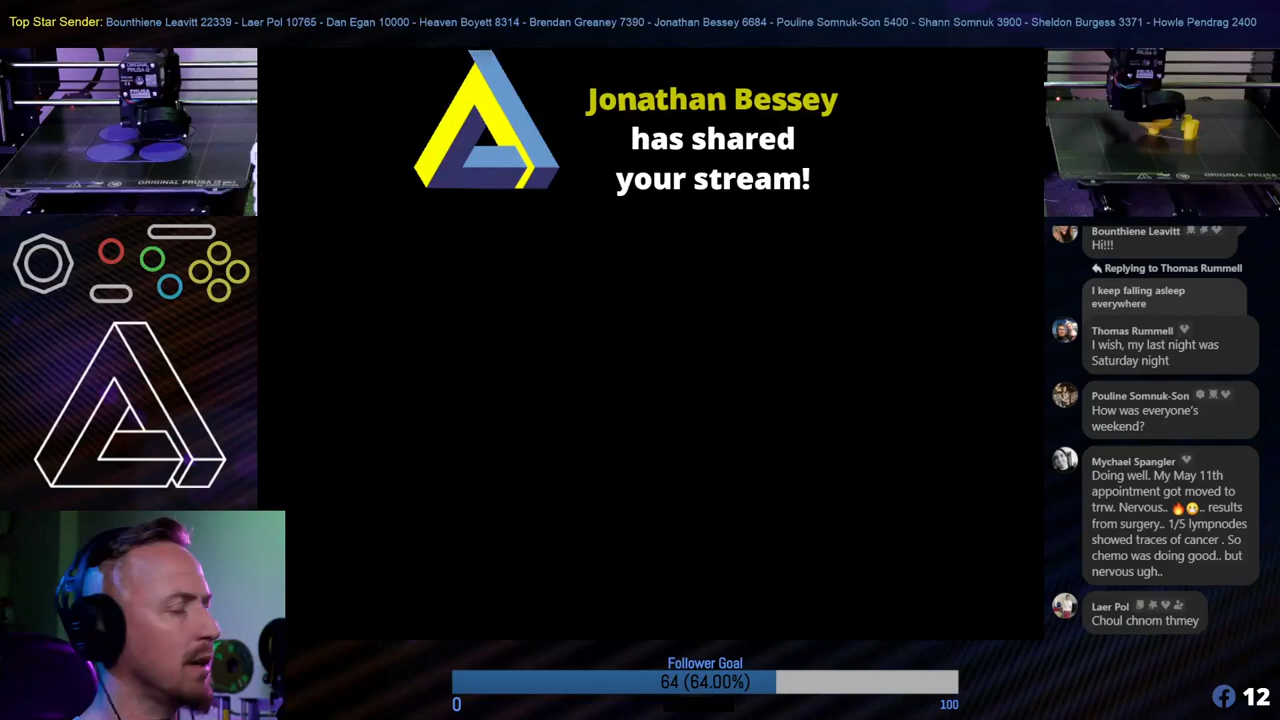 Top Star Sender: Bounthiene Leavitt 22339 - Laer Pol 10765 - Dan Egan 10000 - Heaven Boyett 8314 - Brendan Greaney 7390 - Jonathan Bessey 6684 - Pouline Somnuk-Son 5400 - Shann Somnuk 3900 - Sheldon Burgess 3371 - Howle Pendrag 2400
Jonathan Bessey
has shared
your stream!
ORIGINAL PRUSA
ORIGINAL PRUSA
Bounthiene Leavitt
Hi!!!
Replying to Thomas Rummell
I keep falling asleep
everywhere
Thomas Rummell
I wish, my last night was
Saturday night
Pouline Somnuk-Son
How was everyone's
weekend?
Mychael Spangler
Doing well. My May 11th
appointment got moved to
trrw. Nervous.. 🔥😷.. results
from surgery.. 1/5 lympnodes
showed traces of cancer . So
chemo was doing good.. but
nervous ugh..
Laer Pol
Choul chnom thmey
Follower Goal
64 (64.00%)
0
100
12